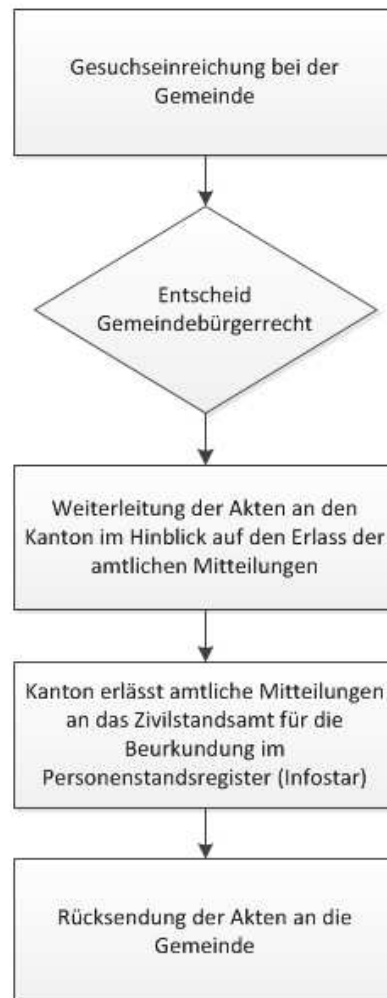 Gesuchseinreichung bei der
Gemeinde
Entscheid
Gemeindebürgerrecht
Weiterleitung der Akten an den
Kanton im Hinblick auf den Erlass der
amtlichen Mitteilungen
Kanton erlässt amtliche Mitteilungen
an das Zivilstandsamt für die
Beurkundung im
Personenstandsregister (Infostar)
Rücksendung der Akten an die
Gemeinde